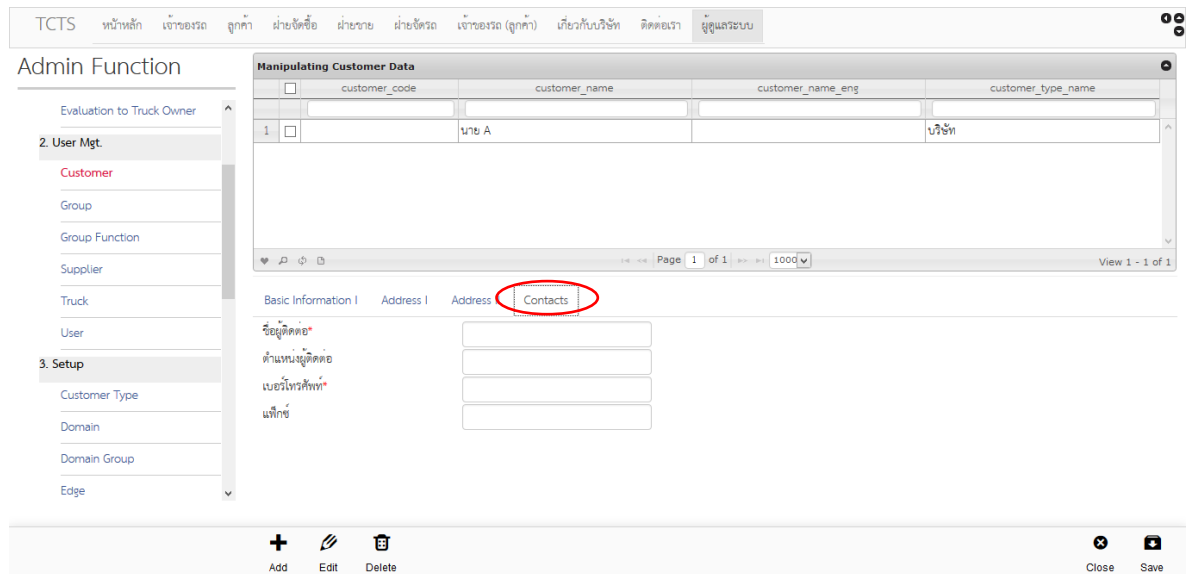 TCTS หน้าหลัก เจ้าของรถ ลูกค้า ฝ่ายจัดซื้อ ฝ่ายขาย ฝ่ายจัดรถ เจ้าของรถ (ลูกค้า) เกี่ยวกับบริษัท ติดต่อเรา ผู้ดูแลระบบ
Admin Function
Evaluation to Truck Owner
2. User Mgt.
Customer
Group
Group Function
Supplier
Truck
User
3. Setup
Customer Type
Domain
Domain Group
Edge
Manipulating Customer Data
customer_code customer_name customer_name_eng customer_type_name
1 นาย A บริษัท
Page 1 of 1 1000 View 1 - 1 of 1
Basic Information I Address I Address Contacts
ชื่อผู้ติดต่อ*
ตำแหน่งผู้ติดต่อ
เบอร์โทรศัพท์*
แฟ็กซ์
Add Edit Delete Close Save